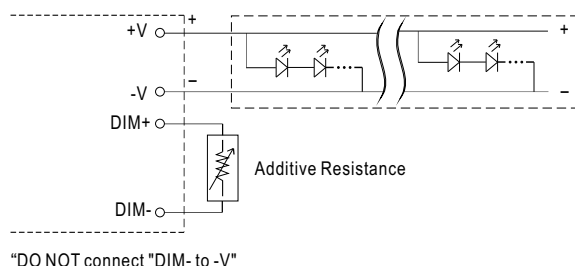 +V
+
-V
−
DIM+
DIM-
Additive Resistance
+
−
“DO NOT connect "DIM- to -V"